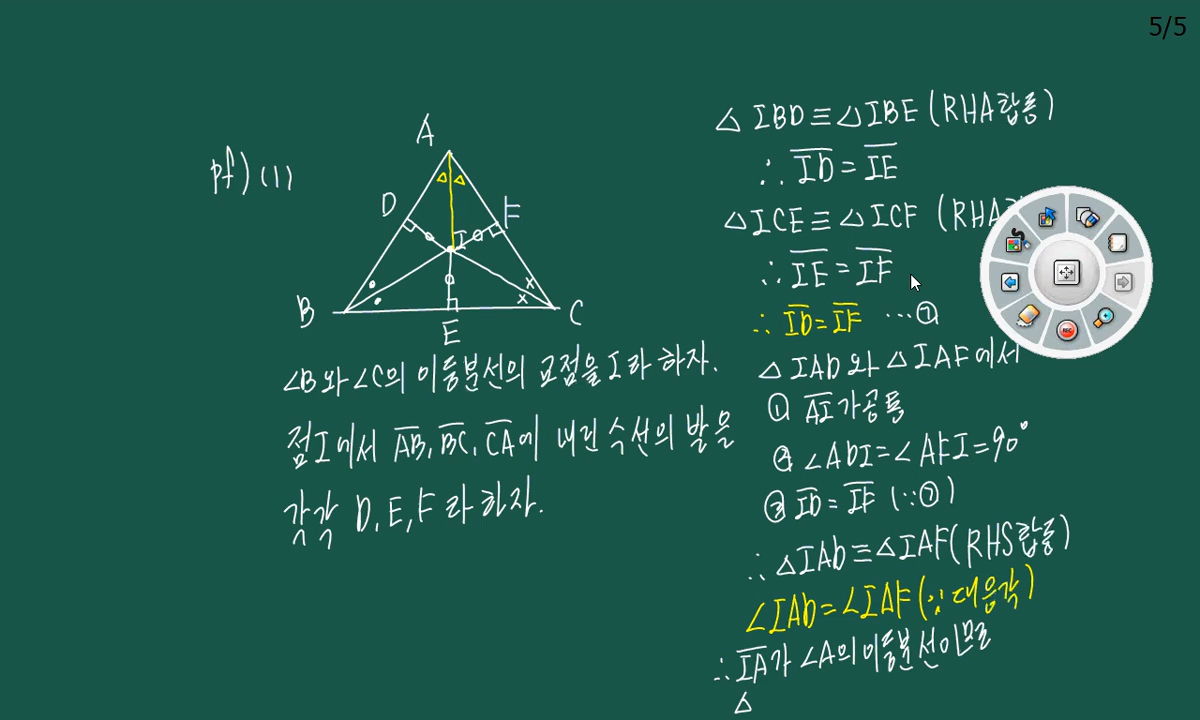 5/5
pf) (1)
A
D
F
I
B
C
E
∠B와 ∠C의 이등분선의 교점을 I라 하자.
점 I에서 AB, BC, CA에 내린 수선의 발을
각각 D, E, F 라 하자.
△IBD≡△IBE (RHA합동)
∴ ID=IE
△ICE≡△ICF (RHA
∴ IE=IF
∴ ID=IF ···㉠
△IAD와 △IAF에서
① AI가 공통
② ∠ADI=∠AFI=90°
③ ID=IF (∵㉠)
∴ △IAD≡△IAF(RHS합동)
∠IAD=∠IAF(∵ 대응각)
∴ IA가 ∠A의 이등분선이므로
△
REC